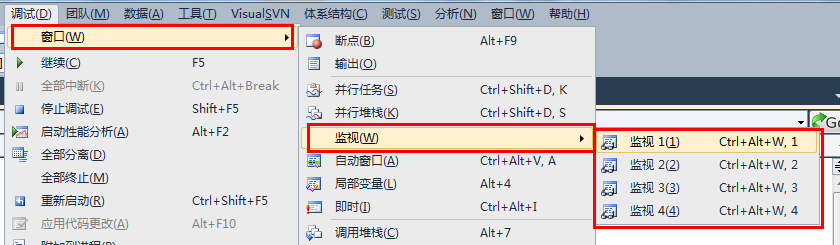 调试(D) 团队(M) 数据(A) 工具(T) VisualSVN 体系结构(C) 测试(S) 分析(N) 窗口(W) 帮助(H)
窗口(W)
继续(C) F5
全部中断(K) Ctrl+Alt+Break
停止调试(E) Shift+F5
启动性能分析(A) Alt+F2
全部分离(D)
全部终止(M)
重新启动(R) Ctrl+Shift+F5
应用代码更改(A) Alt+F10
附加到进程(P)
断点(B) Alt+F9
输出(O)
并行任务(S) Ctrl+Shift+D, K
并行堆栈(K) Ctrl+Shift+D, S
监视(W)
自动窗口(A) Ctrl+Alt+V, A
局部变量(L) Alt+4
即时(I) Ctrl+Alt+I
调用堆栈(C) Alt+7
监视 1(1) Ctrl+Alt+W, 1
监视 2(2) Ctrl+Alt+W, 2
监视 3(3) Ctrl+Alt+W, 3
监视 4(4) Ctrl+Alt+W, 4